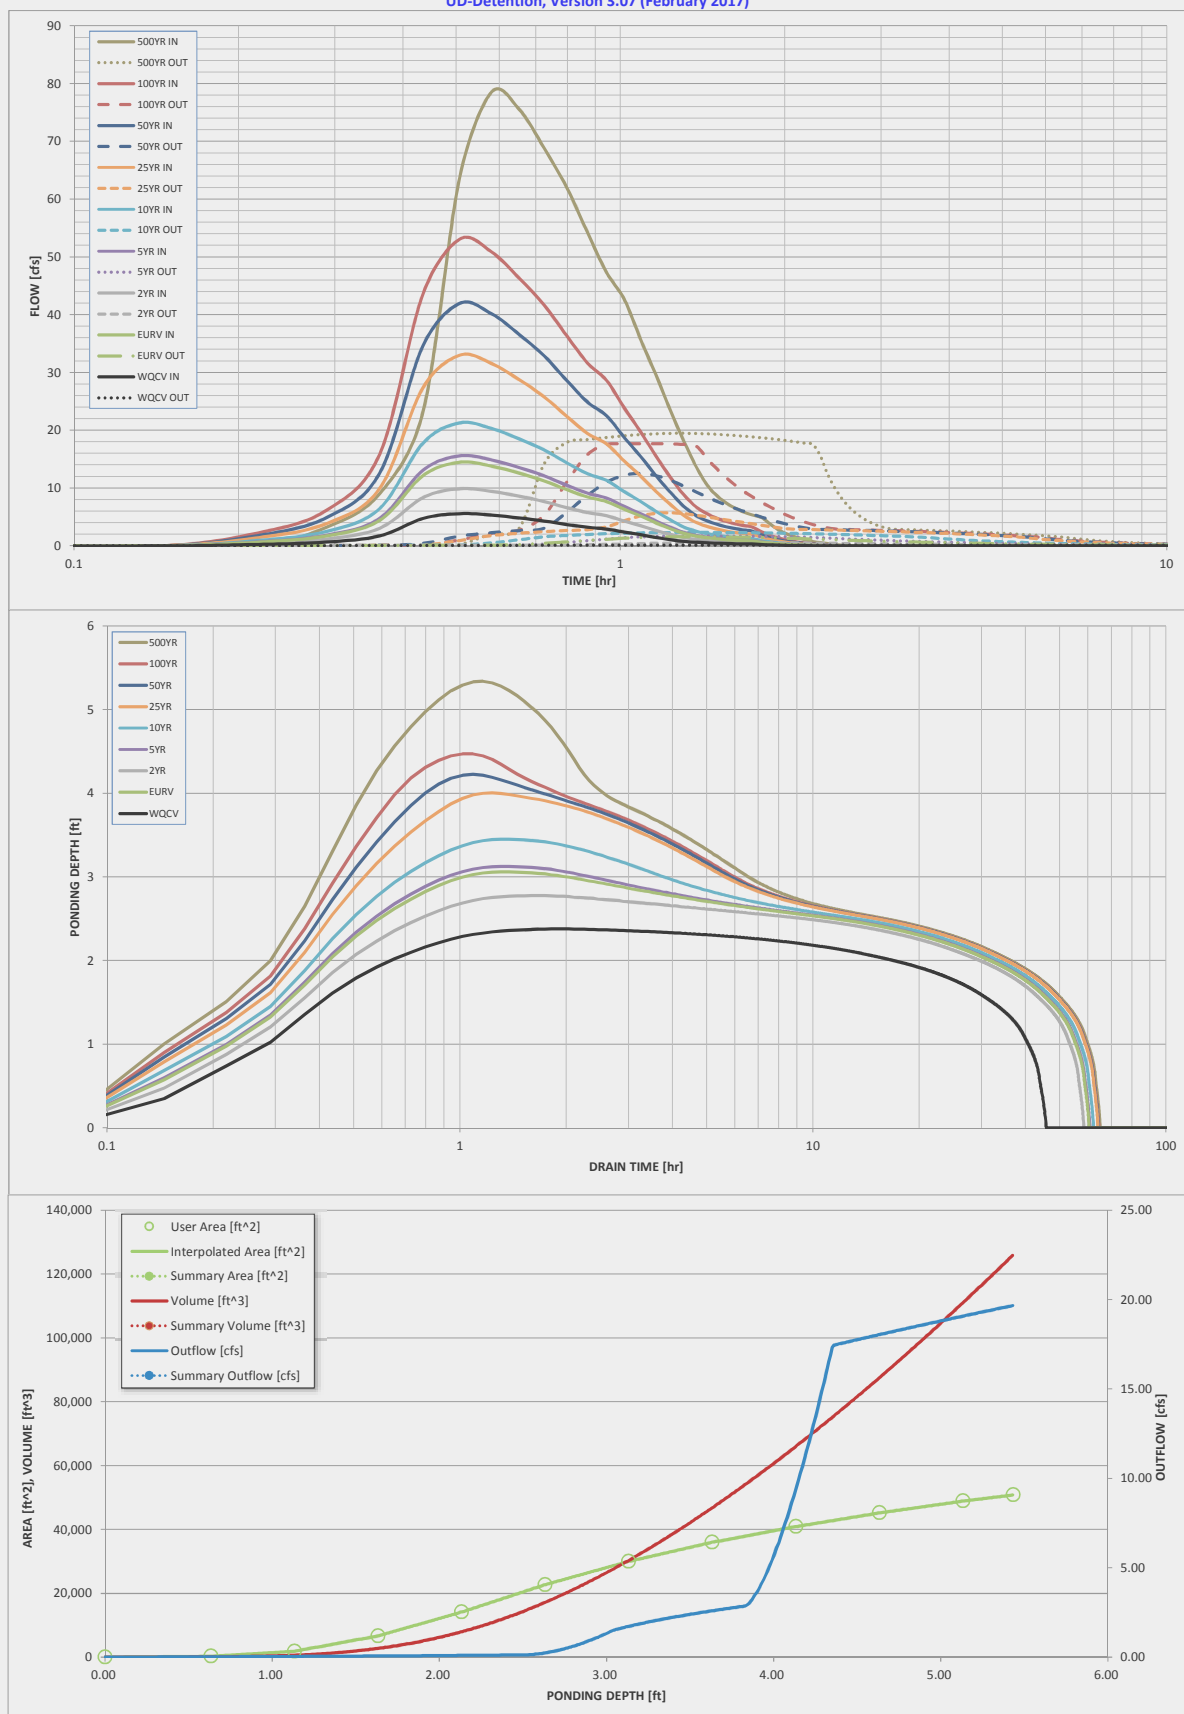 UD-Detention, Version 3.07 (February 2017)
90
80
70
60
50
40
30
20
10
0
FLOW [cfs]
500YR IN
500YR OUT
100YR IN
100YR OUT
50YR IN
50YR OUT
25YR IN
25YR OUT
10YR IN
10YR OUT
5YR IN
5YR OUT
2YR IN
2YR OUT
EURV IN
EURV OUT
WQCV IN
WQCV OUT
0.1
1
10
TIME [hr]
6
5
4
3
2
1
0
PONDING DEPTH [ft]
500YR
100YR
50YR
25YR
10YR
5YR
2YR
EURV
WQCV
0.1
1
10
100
DRAIN TIME [hr]
140,000
120,000
100,000
80,000
60,000
40,000
20,000
0
AREA [ft^2], VOLUME [ft^3]
User Area [ft^2]
Interpolated Area [ft^2]
Summary Area [ft^2]
Volume [ft^3]
Summary Volume [ft^3]
Outflow [cfs]
Summary Outflow [cfs]
25.00
20.00
15.00
10.00
5.00
0.00
OUTFLOW [cfs]
0.00
1.00
2.00
3.00
4.00
5.00
6.00
PONDING DEPTH [ft]